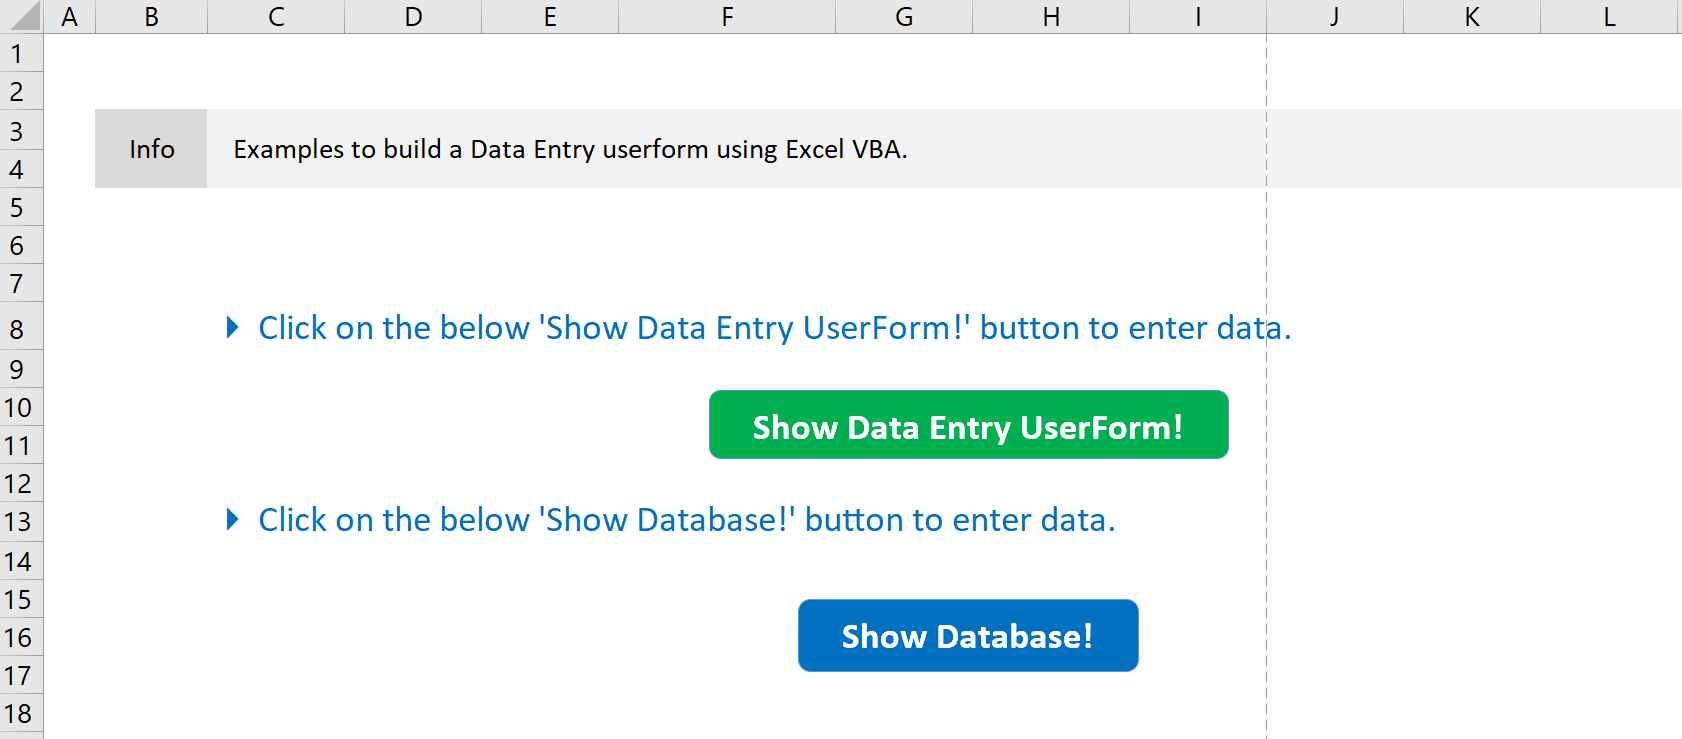 A B C D E F G H I J K L
1
2
3
Info Examples to build a Data Entry userform using Excel VBA.
4
5
6
7
8 Click on the below 'Show Data Entry UserForm!' button to enter data.
9
10
Show Data Entry UserForm!
11
12
13 Click on the below 'Show Database!' button to enter data.
14
15
16 Show Database!
17
18